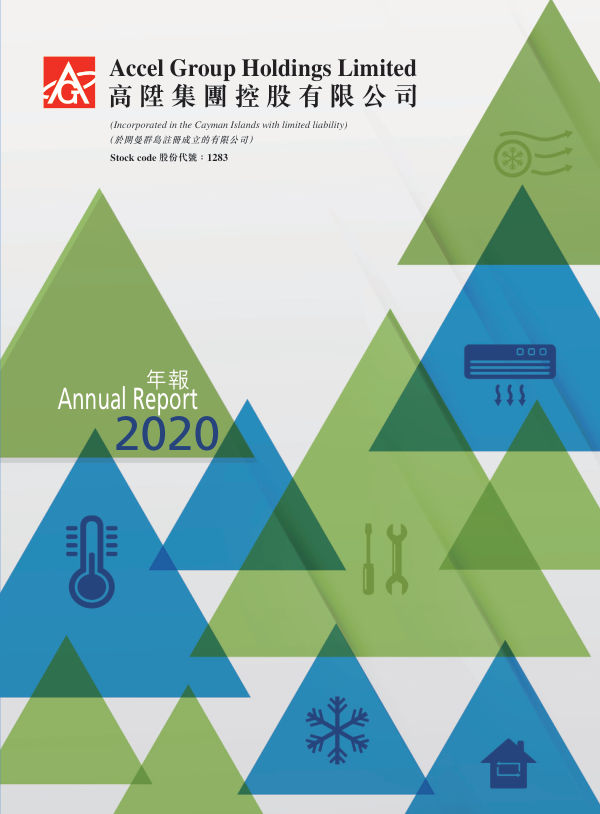 AGH
Accel Group Holdings Limited
高陞集團控股有限公司
(Incorporated in the Cayman Islands with limited liability)
（於開曼群島註冊成立的有限公司）
Stock code 股份代號：1283
年報
Annual Report
2020